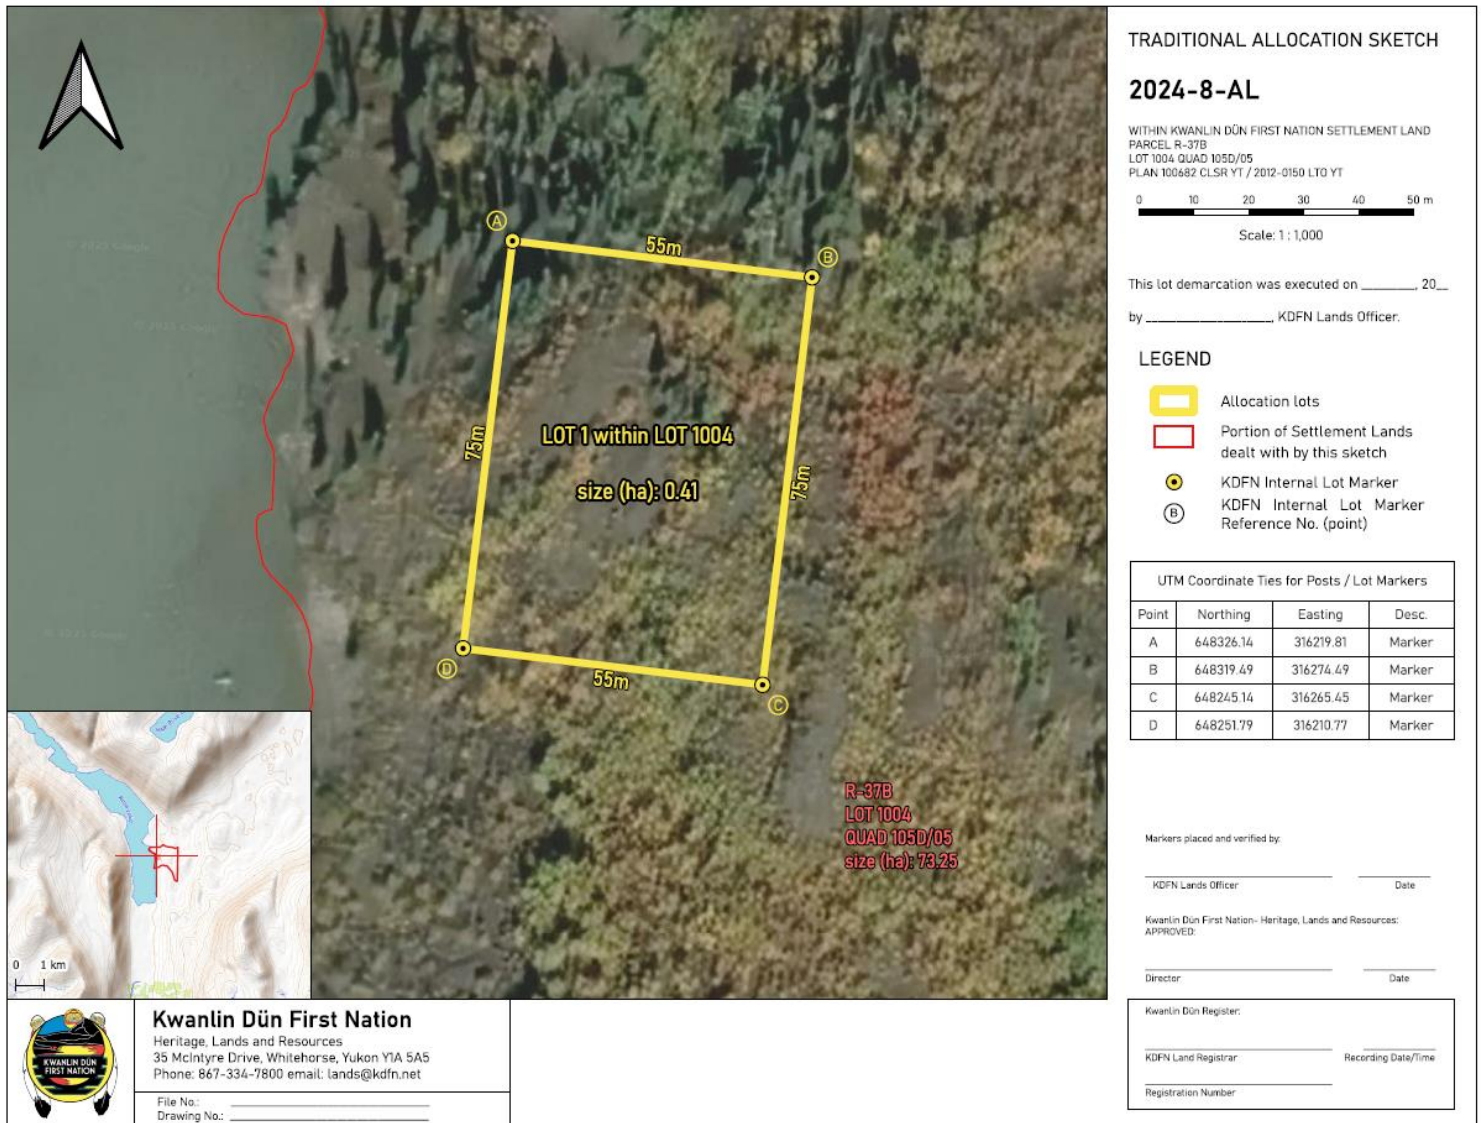 TRADITIONAL ALLOCATION SKETCH
2024-8-AL
WITHIN KWANLIN DÜN FIRST NATION SETTLEMENT LAND
PARCEL R-37B
LOT 1004 QUAD 105D/05
PLAN 100682 CLSR YT / 2012-0150 LTO YT
0 10 20 30 40 50 m
Scale: 1 : 1,000
This lot demarcation was executed on ________, 20__
by ___________________, KDFN Lands Officer.
LEGEND
Allocation lots
Portion of Settlement Lands
dealt with by this sketch
KDFN Internal Lot Marker
B
KDFN Internal Lot Marker
Reference No. (point)
UTM Coordinate Ties for Posts / Lot Markers
Point Northing Easting Desc.
A 648326.14 316219.81 Marker
B 648319.49 316274.49 Marker
C 648245.14 316265.45 Marker
D 648251.79 316210.77 Marker
Markers placed and verified by:
KDFN Lands Officer Date
Kwanlin Dün First Nation- Heritage, Lands and Resources:
APPROVED:
Director Date
Kwanlin Dün Register:
KDFN Land Registrar Recording Date/Time
Registration Number
A
55m
B
75m
LOT 1 within LOT 1004
size (ha): 0.41
75m
D
55m
C
R-37B
LOT 1004
QUAD 105D/05
size (ha): 73.25
0 1 km
KWANLIN DÜN
FIRST NATION
Kwanlin Dün First Nation
Heritage, Lands and Resources
35 McIntyre Drive, Whitehorse, Yukon Y1A 5A5
Phone: 867-334-7800 email: lands@kdfn.net
File No.:
Drawing No.: